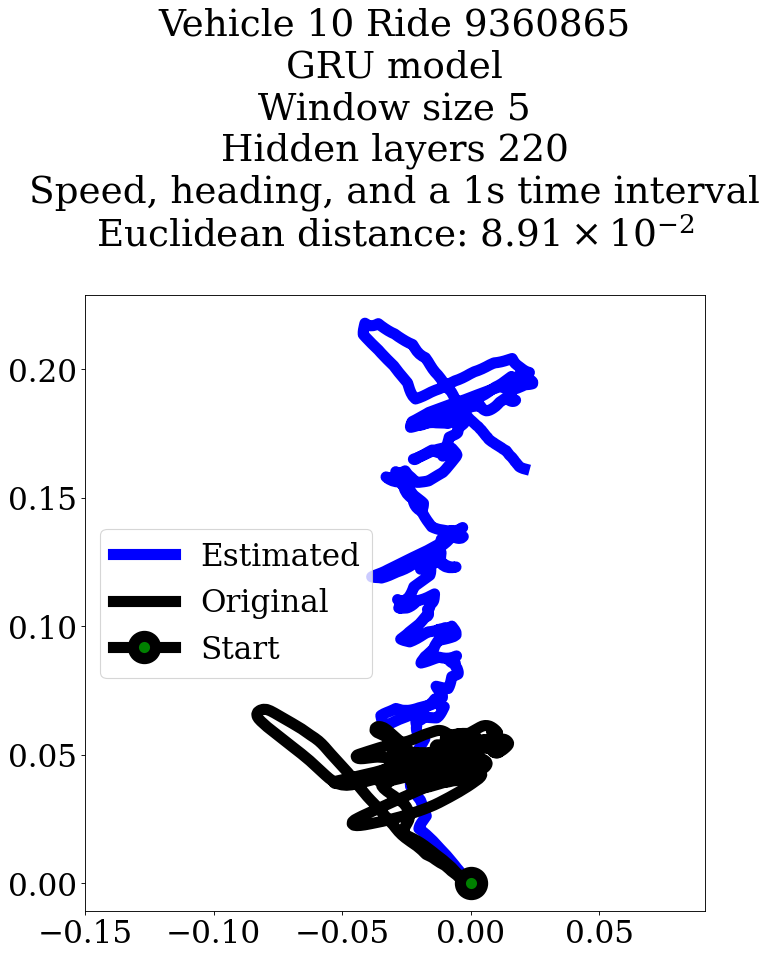 Vehicle 10 Ride 9360865
GRU model
Window size 5
Hidden layers 220
Speed, heading, and a 1s time interval
Euclidean distance: 8.91 × 10⁻²
0.20
0.15
0.10
0.05
0.00
Estimated
Original
Start
−0.15 −0.10 −0.05 0.00 0.05